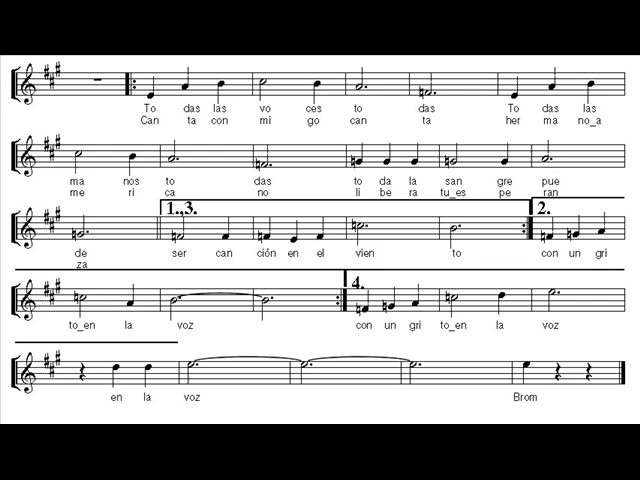 To das las vo ces to das To das las
Can ta con mi go can ta her ma no_a
ma nos to das to da la san gre pue
me ri ca no li be ra tu_es pe ran
1., 3. 2.
de ser can ción en el vien to con un gri
za
4.
to_en la voz con un gri to_en la voz
en la voz Brom